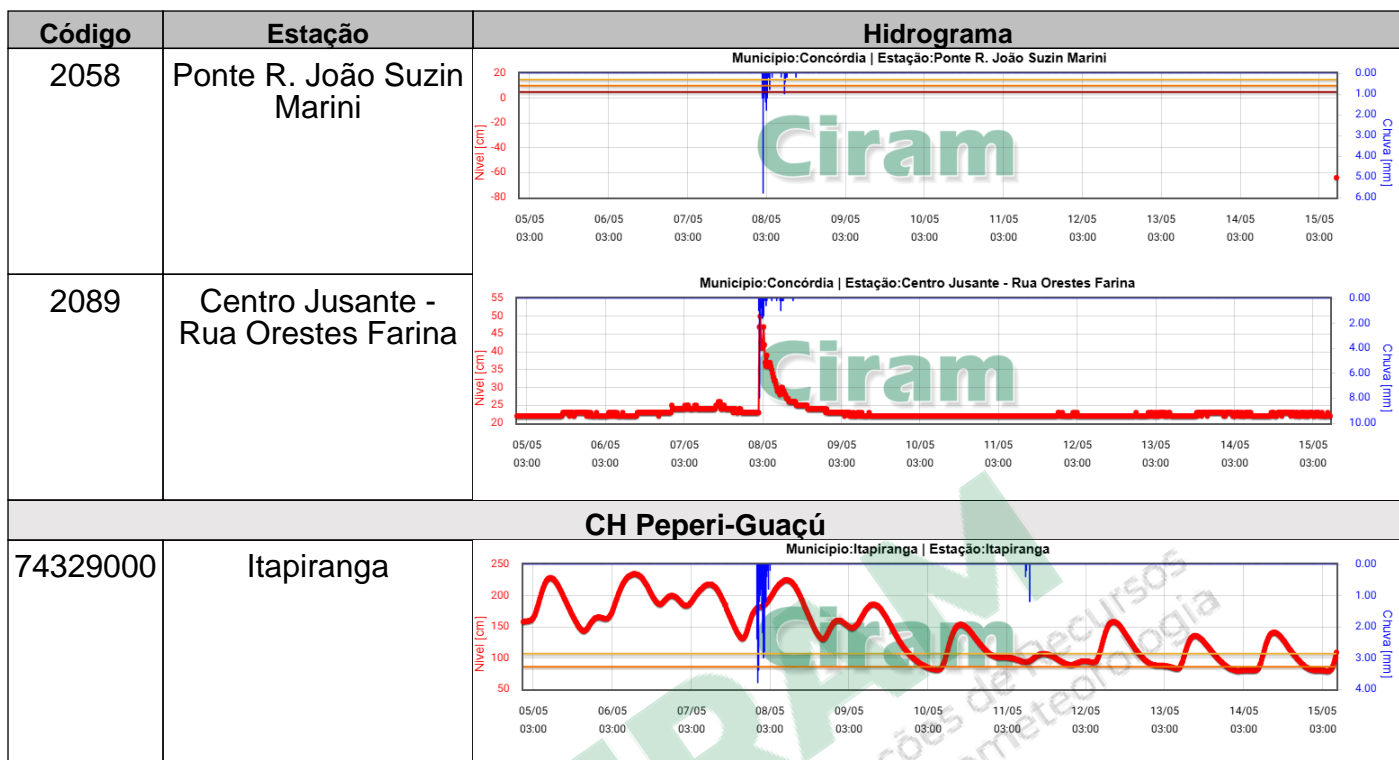 Código Estação Hidrograma
2058 Ponte R. João Suzin Marini
Município:Concórdia | Estação:Ponte R. João Suzin Marini
20
0
-20
-40
-60
-80
Nível [cm]
0.00
1.00
2.00
3.00
4.00
5.00
6.00
Chuva [mm]
Ciram
05/05 06/05 07/05 08/05 09/05 10/05 11/05 12/05 13/05 14/05 15/05
03:00 03:00 03:00 03:00 03:00 03:00 03:00 03:00 03:00 03:00 03:00
2089 Centro Jusante - Rua Orestes Farina
Município:Concórdia | Estação:Centro Jusante - Rua Orestes Farina
55
50
45
40
35
30
25
20
Nível [cm]
0.00
2.00
4.00
6.00
8.00
10.00
Chuva [mm]
Ciram
05/05 06/05 07/05 08/05 09/05 10/05 11/05 12/05 13/05 14/05 15/05
03:00 03:00 03:00 03:00 03:00 03:00 03:00 03:00 03:00 03:00 03:00
CH Peperi-Guaçú
74329000 Itapiranga
Município:Itapiranga | Estação:Itapiranga
250
200
150
100
50
Nível [cm]
0.00
1.00
2.00
3.00
4.00
Chuva [mm]
Ciram
05/05 06/05 07/05 08/05 09/05 10/05 11/05 12/05 13/05 14/05 15/05
03:00 03:00 03:00 03:00 03:00 03:00 03:00 03:00 03:00 03:00 03:00